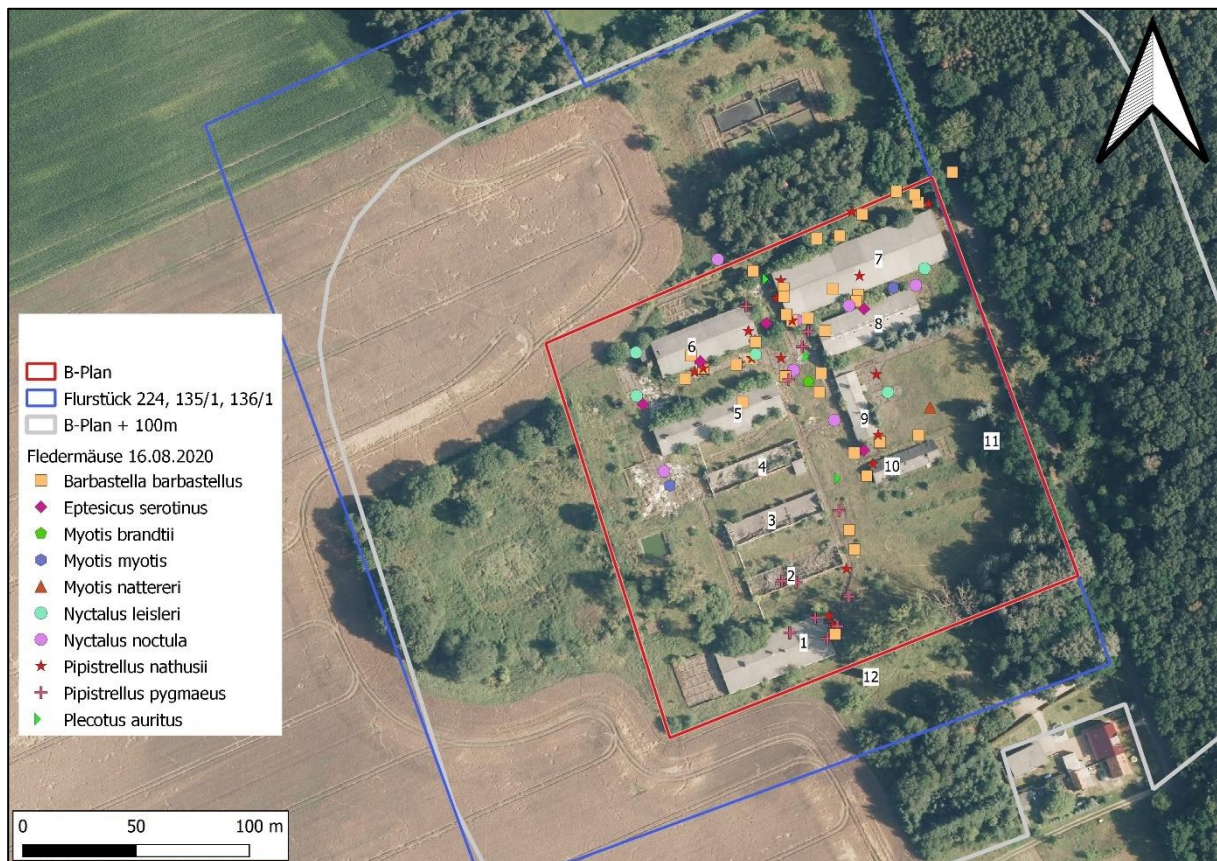 7
8
6
9
5
11
4
10
3
2
1
12
B-Plan
Flurstück 224, 135/1, 136/1
B-Plan + 100m
Fledermäuse 16.08.2020
Barbastella barbastellus
Eptesicus serotinus
Myotis brandtii
Myotis myotis
Myotis nattereri
Nyctalus leisleri
Nyctalus noctula
Pipistrellus nathusii
Pipistrellus pygmaeus
Plecotus auritus
0 50 100 m